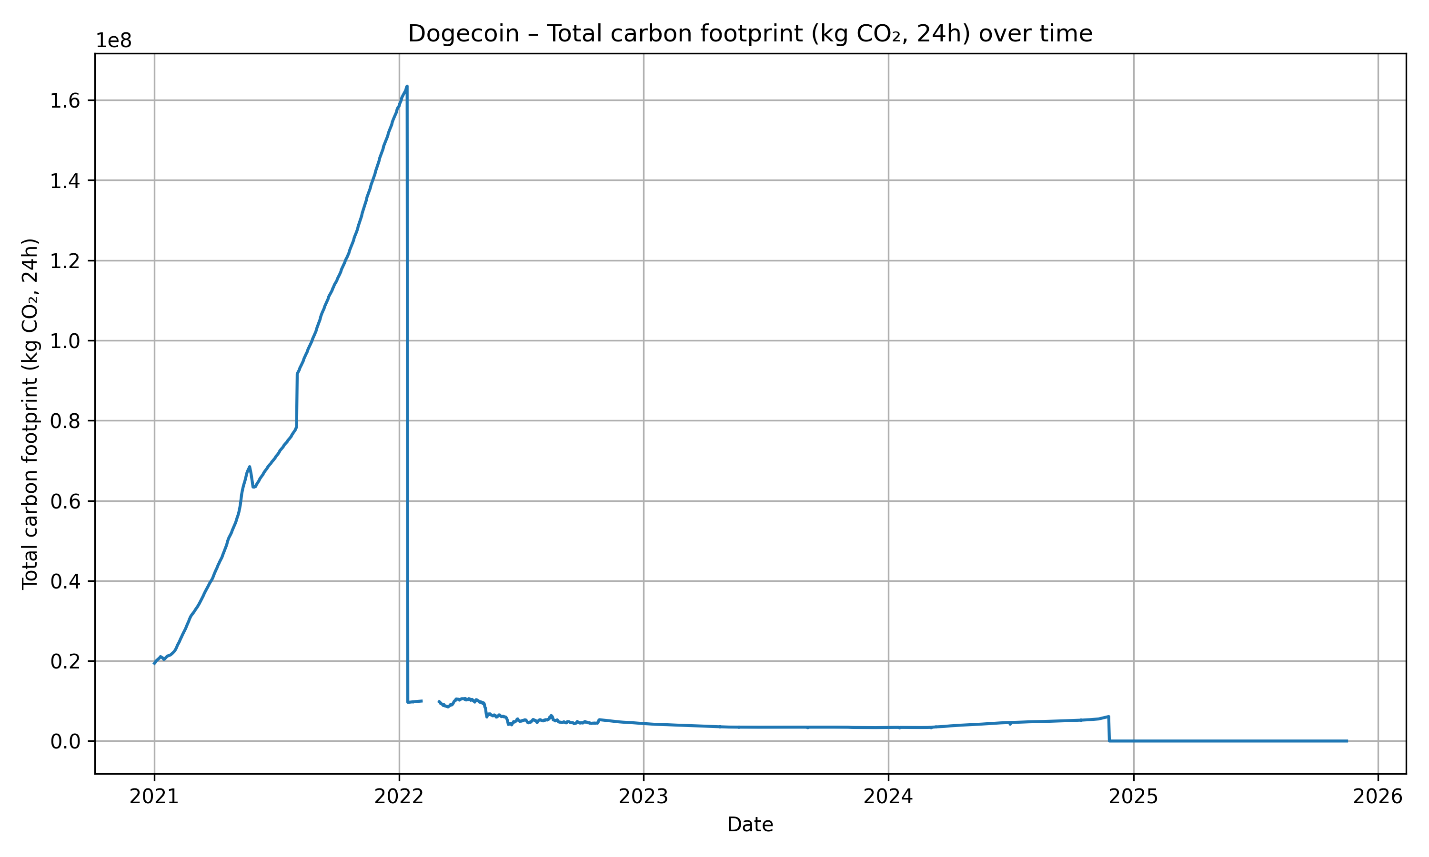 Dogecoin – Total carbon footprint (kg CO₂, 24h) over time
1e8
1.6
1.4
1.2
1.0
0.8
0.6
0.4
0.2
0.0
Total carbon footprint (kg CO₂, 24h)
2021 2022 2023 2024 2025 2026
Date